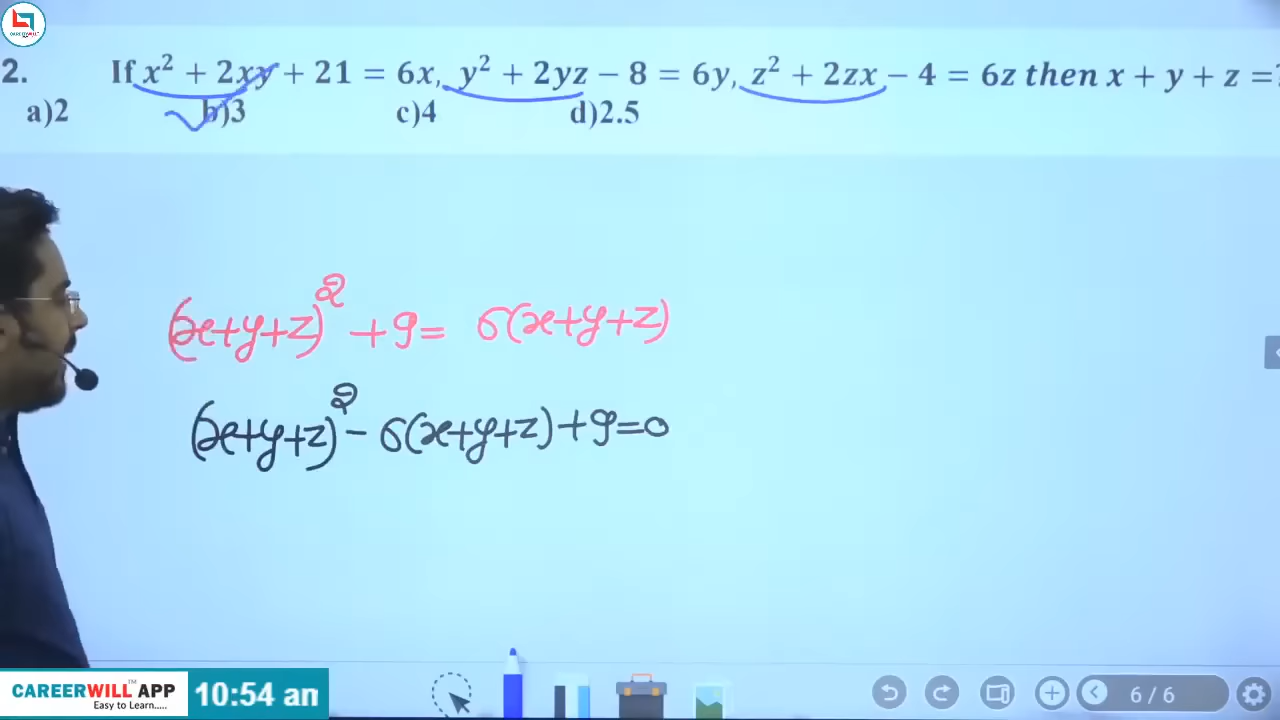 CAREERWILL
2. If x² + 2xy + 21 = 6x, y² + 2yz − 8 = 6y, z² + 2zx − 4 = 6z then x + y + z =?
a)2 b)3 c)4 d)2.5
(x+y+z)² + 9 = 6(x+y+z)
(x+y+z)² - 6(x+y+z) + 9 = 0
CAREERWILL™ APP
Easy to Learn.....
10:54 an
6 / 6